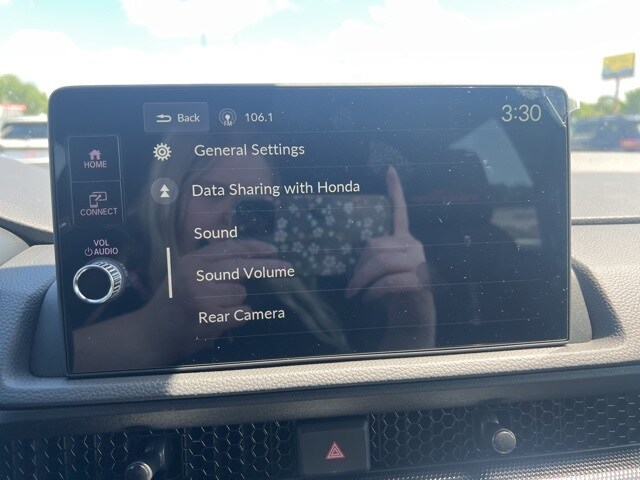 Back FM 106.1 3:30
General Settings
HOME
Data Sharing with Honda
CONNECT
Sound
VOL
AUDIO
Sound Volume
Rear Camera